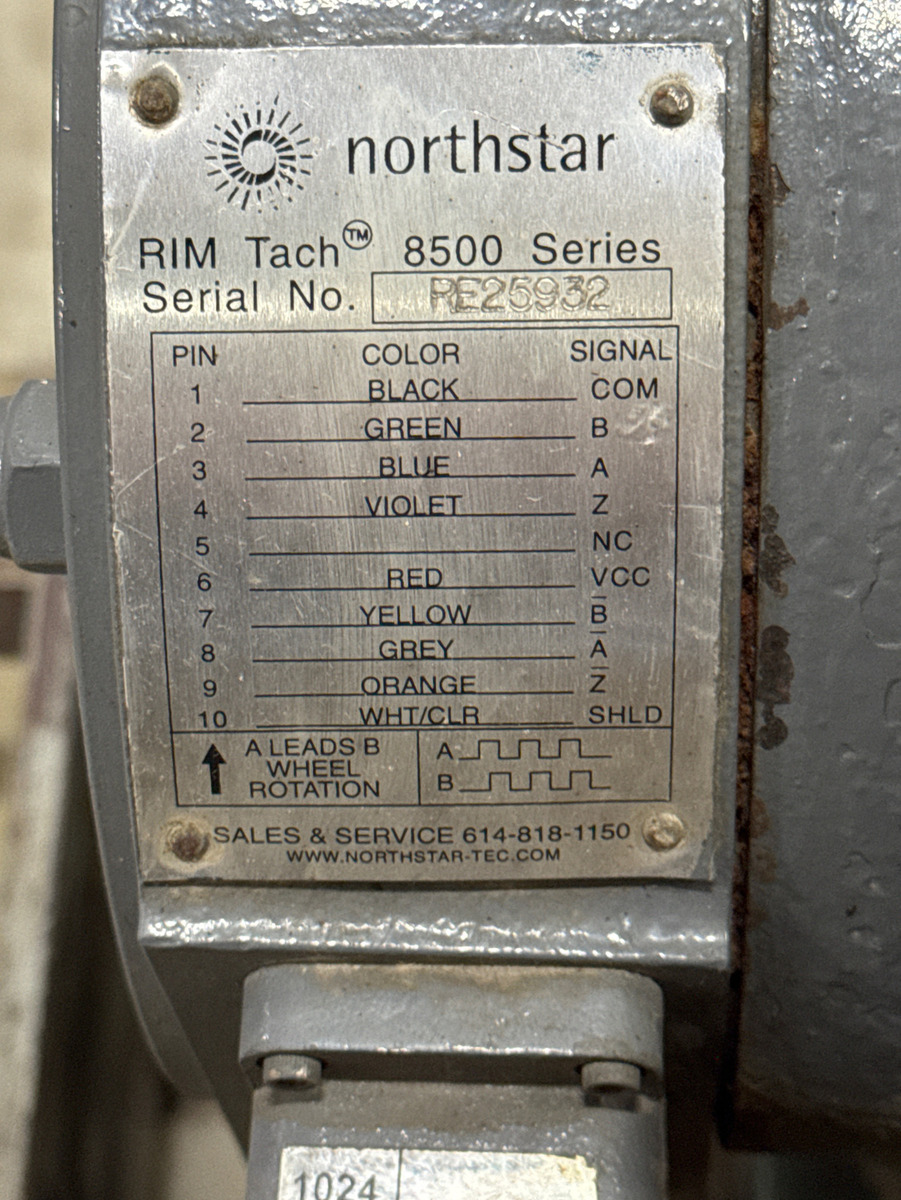 northstar
RIM Tach™ 8500 Series
Serial No. RE25932
PIN COLOR SIGNAL
1 BLACK COM
2 GREEN B
3 BLUE A
4 VIOLET Z
5 NC
6 RED VCC
7 YELLOW B̅
8 GREY A̅
9 ORANGE Z̅
10 WHT/CLR SHLD
A LEADS B
WHEEL
ROTATION
A
B
SALES & SERVICE 614-818-1150
WWW.NORTHSTAR-TEC.COM
1024